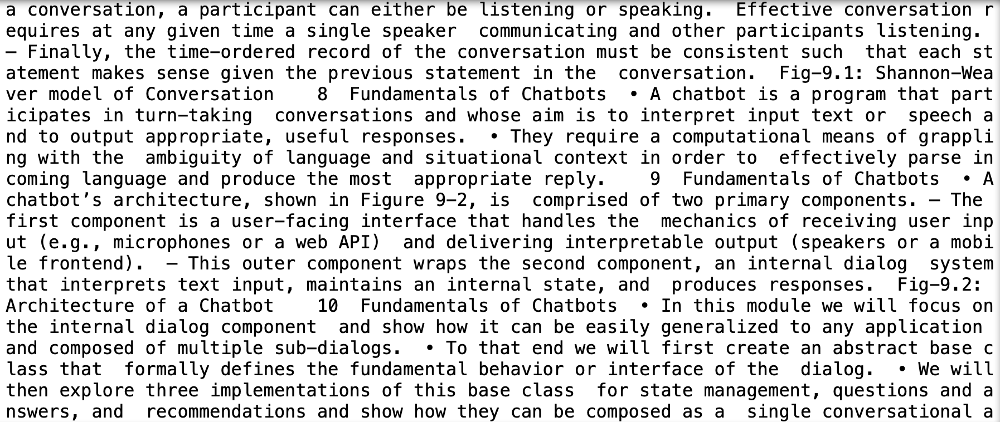 a conversation, a participant can either be listening or speaking.  Effective conversation r
equires at any given time a single speaker  communicating and other participants listening.
– Finally, the time-ordered record of the conversation must be consistent such  that each st
atement makes sense given the previous statement in the  conversation.  Fig-9.1: Shannon-Wea
ver model of Conversation    8  Fundamentals of Chatbots  • A chatbot is a program that part
icipates in turn-taking  conversations and whose aim is to interpret input text or  speech a
nd to output appropriate, useful responses.  • They require a computational means of grappli
ng with the  ambiguity of language and situational context in order to  effectively parse in
coming language and produce the most  appropriate reply.    9  Fundamentals of Chatbots  • A
chatbot’s architecture, shown in Figure 9-2, is  comprised of two primary components. – The
first component is a user-facing interface that handles the  mechanics of receiving user inp
ut (e.g., microphones or a web API)  and delivering interpretable output (speakers or a mobi
le frontend).  – This outer component wraps the second component, an internal dialog  system
that interprets text input, maintains an internal state, and  produces responses.  Fig-9.2:
Architecture of a Chatbot    10  Fundamentals of Chatbots  • In this module we will focus on
the internal dialog component  and show how it can be easily generalized to any application
and composed of multiple sub-dialogs.  • To that end we will first create an abstract base c
lass that  formally defines the fundamental behavior or interface of the  dialog.  • We will
then explore three implementations of this base class  for state management, questions and a
nswers, and  recommendations and show how they can be composed as a  single conversational a